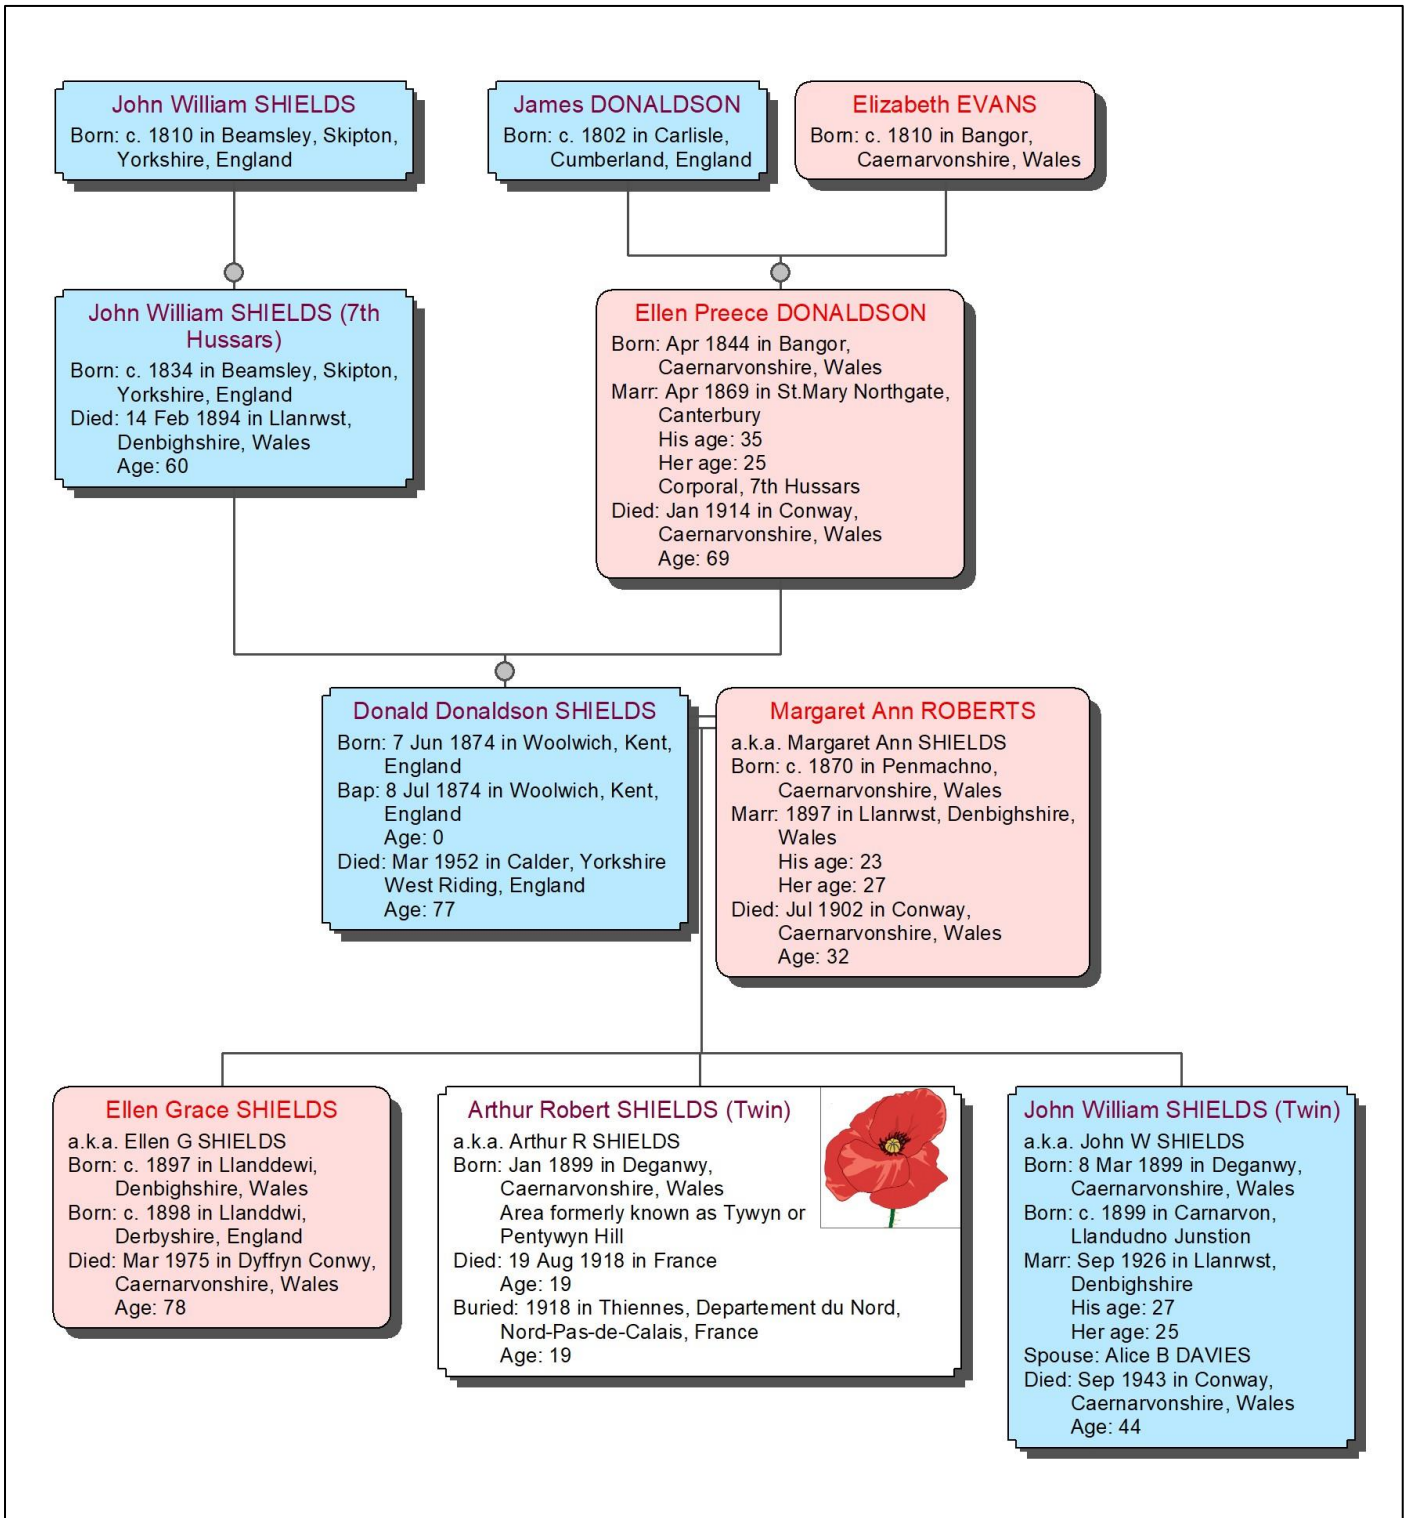 John William SHIELDS
Born: c. 1810 in Beamsley, Skipton,
Yorkshire, England
James DONALDSON
Born: c. 1802 in Carlisle,
Cumberland, England
Elizabeth EVANS
Born: c. 1810 in Bangor,
Caernarvonshire, Wales
John William SHIELDS (7th
Hussars)
Born: c. 1834 in Beamsley, Skipton,
Yorkshire, England
Died: 14 Feb 1894 in Llanrwst,
Denbighshire, Wales
Age: 60
Ellen Preece DONALDSON
Born: Apr 1844 in Bangor,
Caernarvonshire, Wales
Marr: Apr 1869 in St.Mary Northgate,
Canterbury
His age: 35
Her age: 25
Corporal, 7th Hussars
Died: Jan 1914 in Conway,
Caernarvonshire, Wales
Age: 69
Donald Donaldson SHIELDS
Born: 7 Jun 1874 in Woolwich, Kent,
England
Bap: 8 Jul 1874 in Woolwich, Kent,
England
Age: 0
Died: Mar 1952 in Calder, Yorkshire
West Riding, England
Age: 77
Margaret Ann ROBERTS
a.k.a. Margaret Ann SHIELDS
Born: c. 1870 in Penmachno,
Caernarvonshire, Wales
Marr: 1897 in Llanrwst, Denbighshire,
Wales
His age: 23
Her age: 27
Died: Jul 1902 in Conway,
Caernarvonshire, Wales
Age: 32
Ellen Grace SHIELDS
a.k.a. Ellen G SHIELDS
Born: c. 1897 in Llanddewi,
Denbighshire, Wales
Born: c. 1898 in Llanddwi,
Derbyshire, England
Died: Mar 1975 in Dyffryn Conwy,
Caernarvonshire, Wales
Age: 78
Arthur Robert SHIELDS (Twin)
a.k.a. Arthur R SHIELDS
Born: Jan 1899 in Deganwy,
Caernarvonshire, Wales
Area formerly known as Tywyn or
Pentywyn Hill
Died: 19 Aug 1918 in France
Age: 19
Buried: 1918 in Thiennes, Departement du Nord,
Nord-Pas-de-Calais, France
Age: 19
John William SHIELDS (Twin)
a.k.a. John W SHIELDS
Born: 8 Mar 1899 in Deganwy,
Caernarvonshire, Wales
Born: c. 1899 in Carnarvon,
Llandudno Junstion
Marr: Sep 1926 in Llanrwst,
Denbighshire
His age: 27
Her age: 25
Spouse: Alice B DAVIES
Died: Sep 1943 in Conway,
Caernarvonshire, Wales
Age: 44